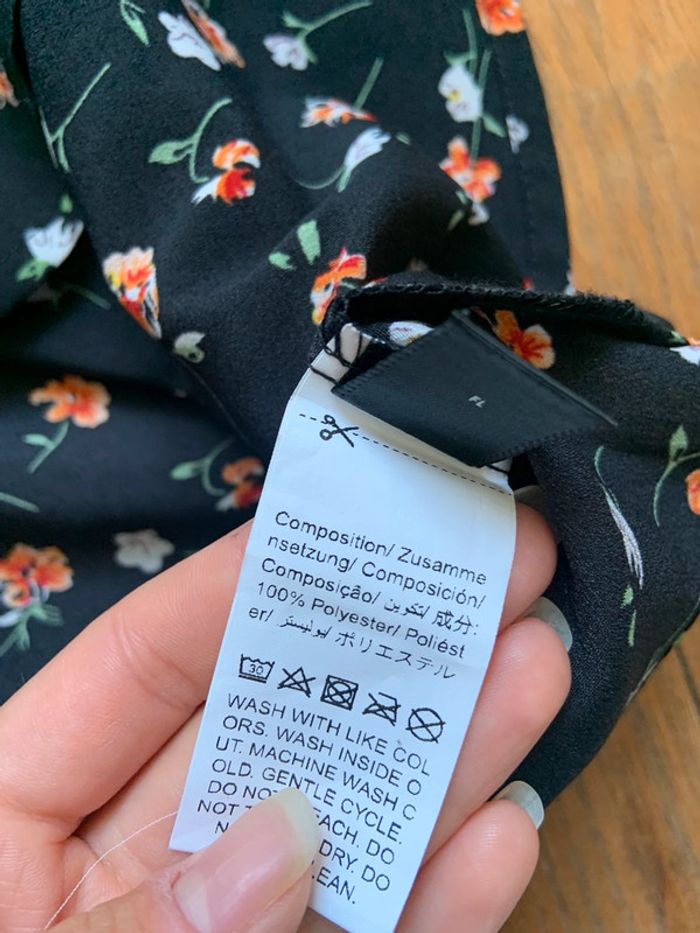 FL
Composition/ Zusamme
nsetzung/ Composición/
Composição/ تكوين/ 成分:
100% Polyester/ Poliést
er/ بوليستر/ ポリエステル
30
WASH WITH LIKE COL
ORS. WASH INSIDE O
UT. MACHINE WASH C
OLD. GENTLE CYCLE.
DO NOT
NOT DO
DRY. DO